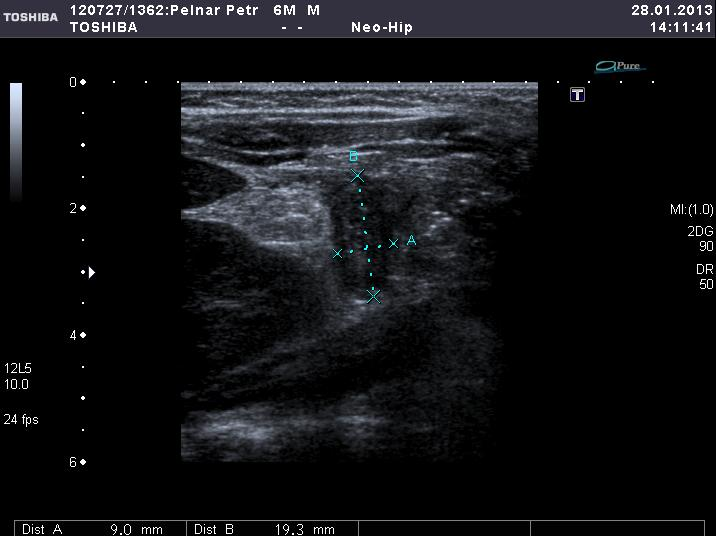 TOSHIBA
120727/1362:Pelnar Petr 6M M
28.01.2013
TOSHIBA - - Neo-Hip
14:11:41
aPure
T
0
B
2
A
MI:(1.0)
2DG
90
DR
50
4
12L5
10.0
24 fps
6
Dist A 9.0 mm Dist B 19.3 mm